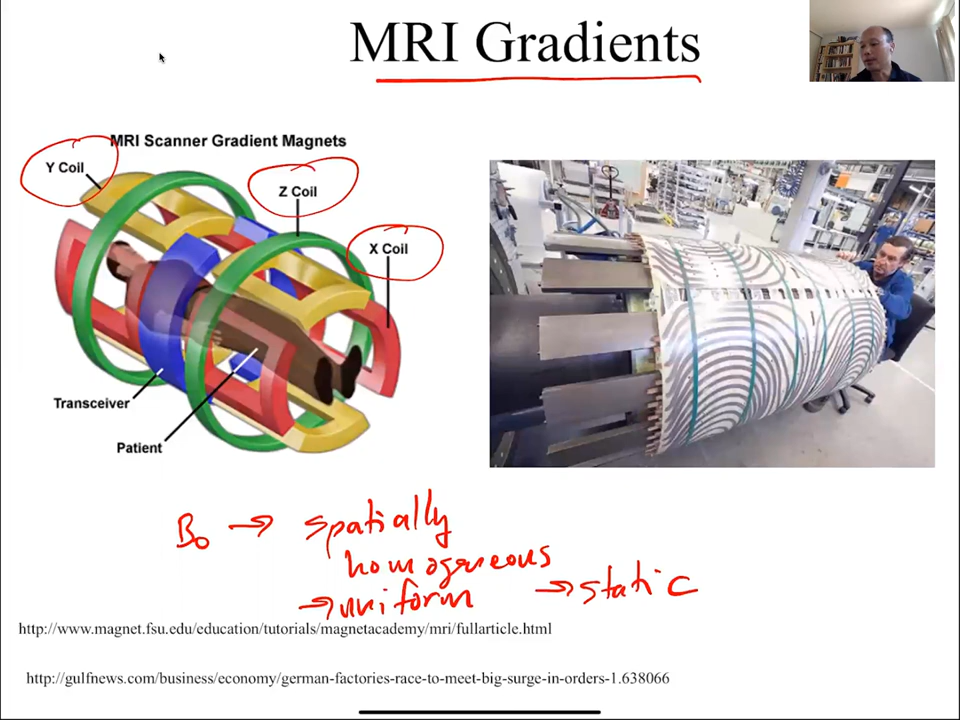 MRI Gradients
MRI Scanner Gradient Magnets
Y Coil
Z Coil
X Coil
Transceiver
Patient
B₀ → spatially
homogeneous
→ uniform → static
http://www.magnet.fsu.edu/education/tutorials/magnetacademy/mri/fullarticle.html
http://gulfnews.com/business/economy/german-factories-race-to-meet-big-surge-in-orders-1.638066